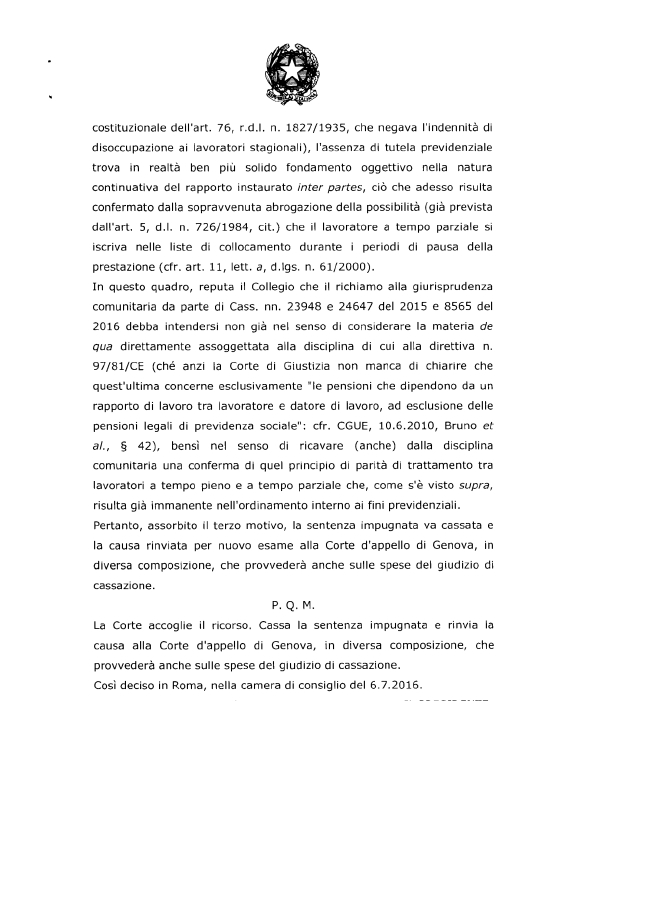 costituzionale dell'art. 76, r.d.l. n. 1827/1935, che negava l'indennità di
disoccupazione ai lavoratori stagionali), l'assenza di tutela previdenziale
trova in realtà ben più solido fondamento oggettivo nella natura
continuativa del rapporto instaurato inter partes, ciò che adesso risulta
confermato dalla sopravvenuta abrogazione della possibilità (già prevista
dall'art. 5, d.l. n. 726/1984, cit.) che il lavoratore a tempo parziale si
iscriva nelle liste di collocamento durante i periodi di pausa della
prestazione (cfr. art. 11, lett. a, d.lgs. n. 61/2000).
In questo quadro, reputa il Collegio che il richiamo alla giurisprudenza
comunitaria da parte di Cass. nn. 23948 e 24647 del 2015 e 8565 del
2016 debba intendersi non già nel senso di considerare la materia de
qua direttamente assoggettata alla disciplina di cui alla direttiva n.
97/81/CE (ché anzi la Corte di Giustizia non manca di chiarire che
quest'ultima concerne esclusivamente "le pensioni che dipendono da un
rapporto di lavoro tra lavoratore e datore di lavoro, ad esclusione delle
pensioni legali di previdenza sociale": cfr. CGUE, 10.6.2010, Bruno et
al., § 42), bensì nel senso di ricavare (anche) dalla disciplina
comunitaria una conferma di quel principio di parità di trattamento tra
lavoratori a tempo pieno e a tempo parziale che, come s'è visto supra,
risulta già immanente nell'ordinamento interno ai fini previdenziali.
Pertanto, assorbito il terzo motivo, la sentenza impugnata va cassata e
la causa rinviata per nuovo esame alla Corte d'appello di Genova, in
diversa composizione, che provvederà anche sulle spese del giudizio di
cassazione.
P. Q. M.
La Corte accoglie il ricorso. Cassa la sentenza impugnata e rinvia la
causa alla Corte d'appello di Genova, in diversa composizione, che
provvederà anche sulle spese del giudizio di cassazione.
Così deciso in Roma, nella camera di consiglio del 6.7.2016.